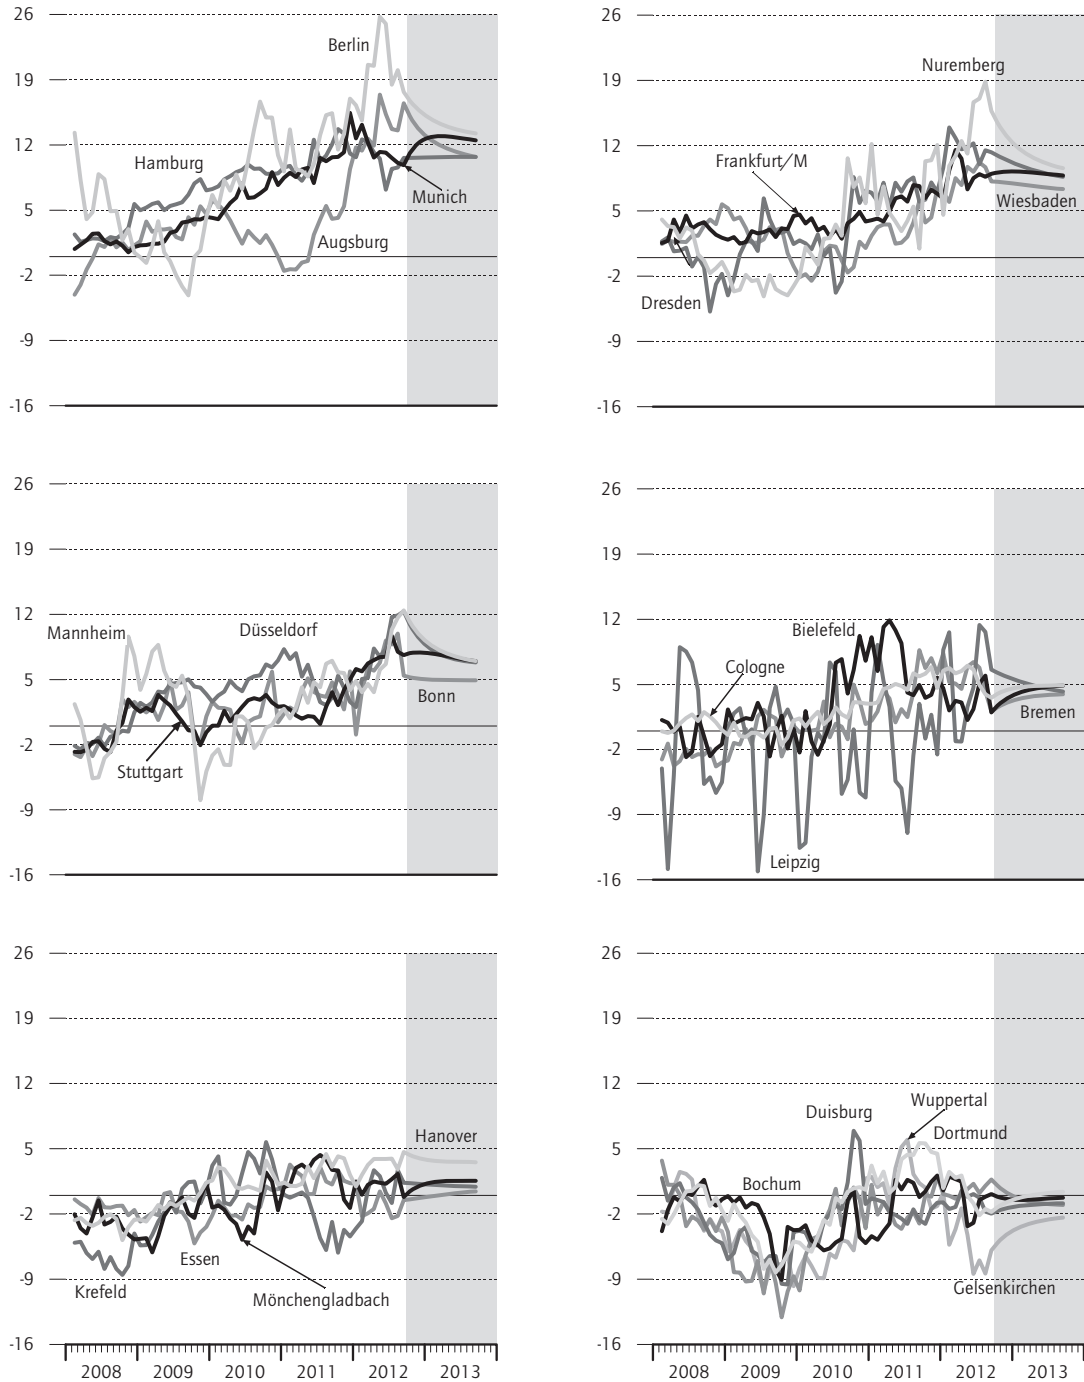 26
Berlin
19
12
Hamburg
Munich
5
Augsburg
-2
-9
-16
26
Nuremberg
19
12
Frankfurt/M
5
Wiesbaden
-2
Dresden
-9
-16
26
19
12
Mannheim
Düsseldorf
5
Bonn
-2
Stuttgart
-9
-16
26
19
12
Bielefeld
Cologne
5
Bremen
-2
-9
Leipzig
-16
26
19
12
5
Hanover
-2
Essen
-9
Krefeld
Mönchengladbach
-16
2008 2009 2010 2011 2012 2013
26
19
12
Wuppertal
Duisburg
Dortmund
5
Bochum
-2
-9
Gelsenkirchen
-16
2008 2009 2010 2011 2012 2013